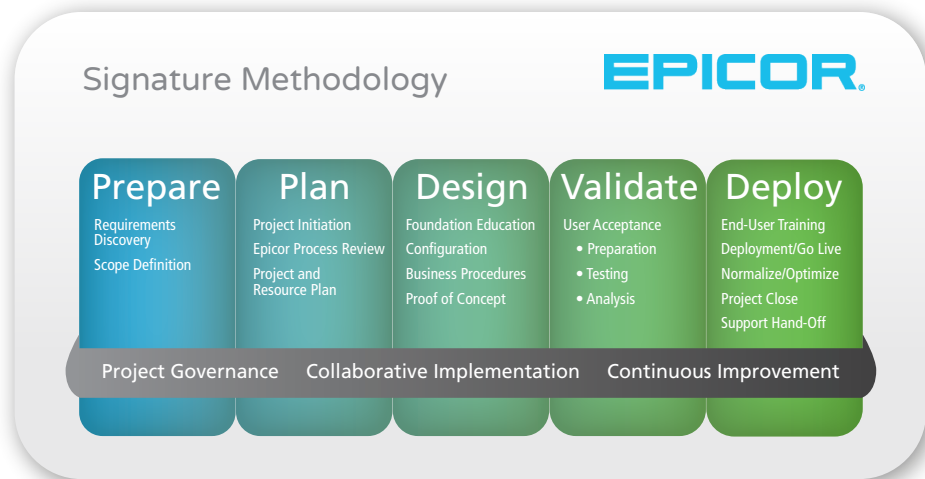 Signature Methodology
EPICOR®
Prepare
Requirements
Discovery
Scope Definition
Plan
Project Initiation
Epicor Process Review
Project and
Resource Plan
Design
Foundation Education
Configuration
Business Procedures
Proof of Concept
Validate
User Acceptance
• Preparation
• Testing
• Analysis
Deploy
End-User Training
Deployment/Go Live
Normalize/Optimize
Project Close
Support Hand-Off
Project Governance Collaborative Implementation Continuous Improvement